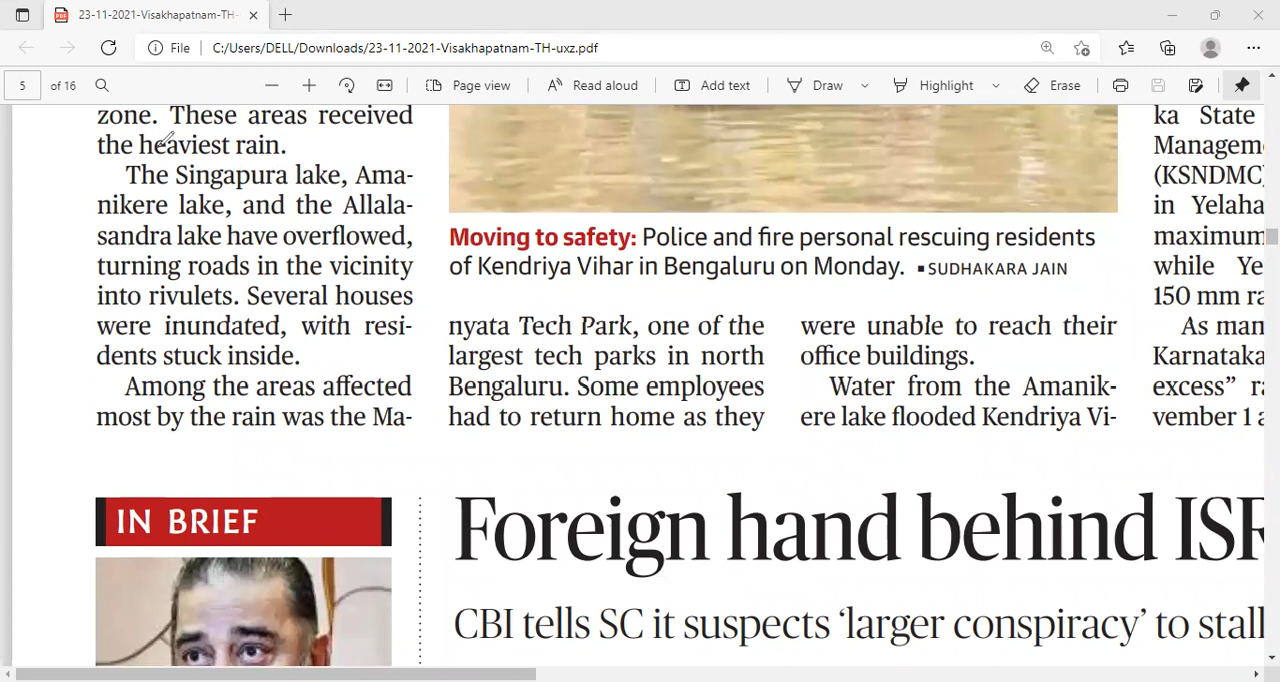 23-11-2021-Visakhapatnam-TH-
File
C:/Users/DELL/Downloads/23-11-2021-Visakhapatnam-TH-uxz.pdf
5
of 16
Page view
Read aloud
Add text
Draw
Highlight
Erase
zone. These areas received
the heaviest rain.
The Singapura lake, Ama-
nikere lake, and the Allala-
sandra lake have overflowed,
turning roads in the vicinity
into rivulets. Several houses
were inundated, with resi-
dents stuck inside.
Among the areas affected
most by the rain was the Ma-
Moving to safety: Police and fire personal rescuing residents
of Kendriya Vihar in Bengaluru on Monday. ▪ SUDHAKARA JAIN
nyata Tech Park, one of the
largest tech parks in north
Bengaluru. Some employees
had to return home as they
were unable to reach their
office buildings.
Water from the Amanik-
ere lake flooded Kendriya Vi-
ka State
Managem
(KSNDMC)
in Yelaha
maximum
while Ye
150 mm ra
As man
Karnataka
excess” ra
vember 1 a
IN BRIEF
Foreign hand behind ISR
CBI tells SC it suspects ‘larger conspiracy’ to stall